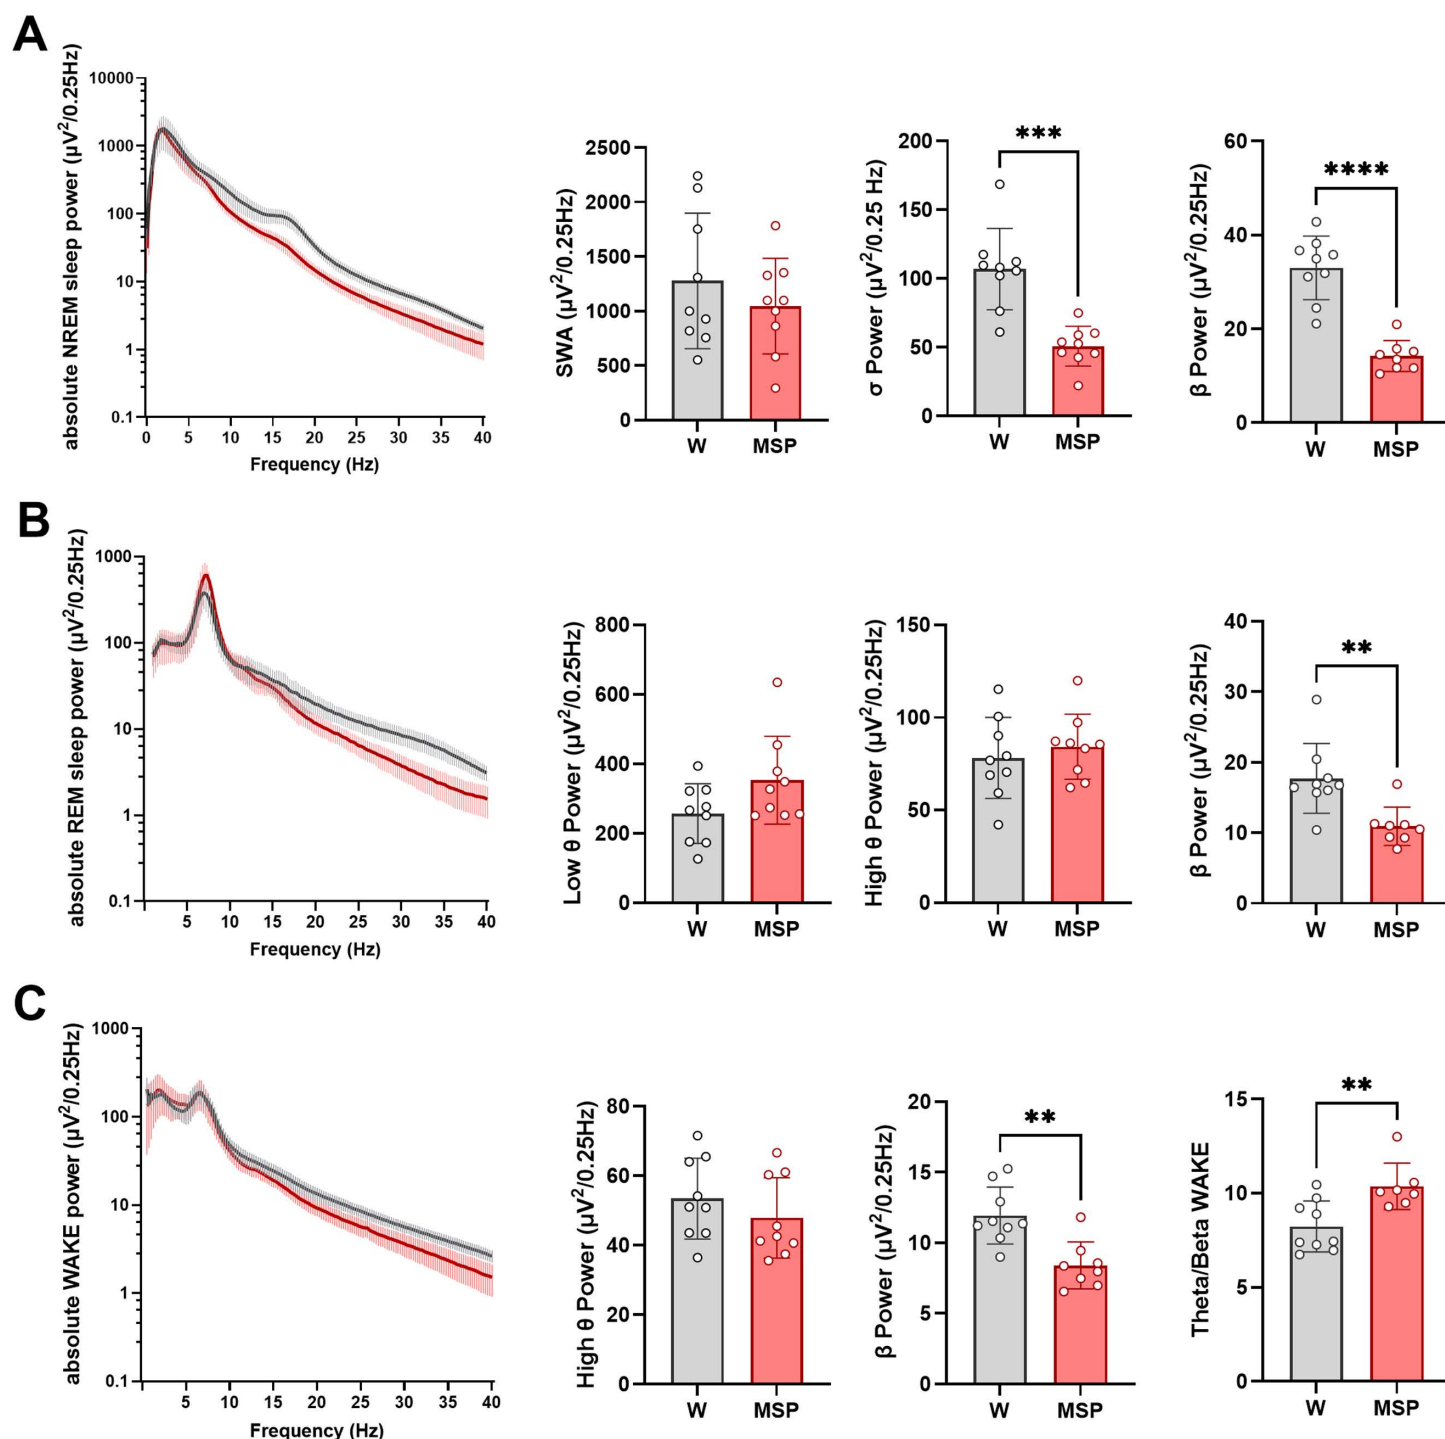 A
absolute NREM sleep power (µV²/0.25Hz)
10000
1000
100
10
1
0.1
0 5 10 15 20 25 30 35 40
Frequency (Hz)
SWA (µV²/0.25Hz)
2500
2000
1500
1000
500
0
W MSP
σ Power (µV²/0.25 Hz)
200
150
100
50
0
***
W MSP
β Power (µV²/0.25Hz)
60
40
20
0
****
W MSP
B
absolute REM sleep power (µV²/0.25Hz)
1000
100
10
1
0.1
5 10 15 20 25 30 35 40
Frequency (Hz)
Low θ Power (µV²/0.25Hz)
800
600
400
200
0
W MSP
High θ Power (µV²/0.25Hz)
150
100
50
0
W MSP
β Power (µV²/0.25Hz)
40
30
20
10
0
**
W MSP
C
absolute WAKE power (µV²/0.25Hz)
1000
100
10
1
0.1
5 10 15 20 25 30 35 40
Frequency (Hz)
High θ Power (µV²/0.25Hz)
80
60
40
20
0
W MSP
β Power (µV²/0.25Hz)
20
15
10
5
0
**
W MSP
Theta/Beta WAKE
15
10
5
0
**
W MSP